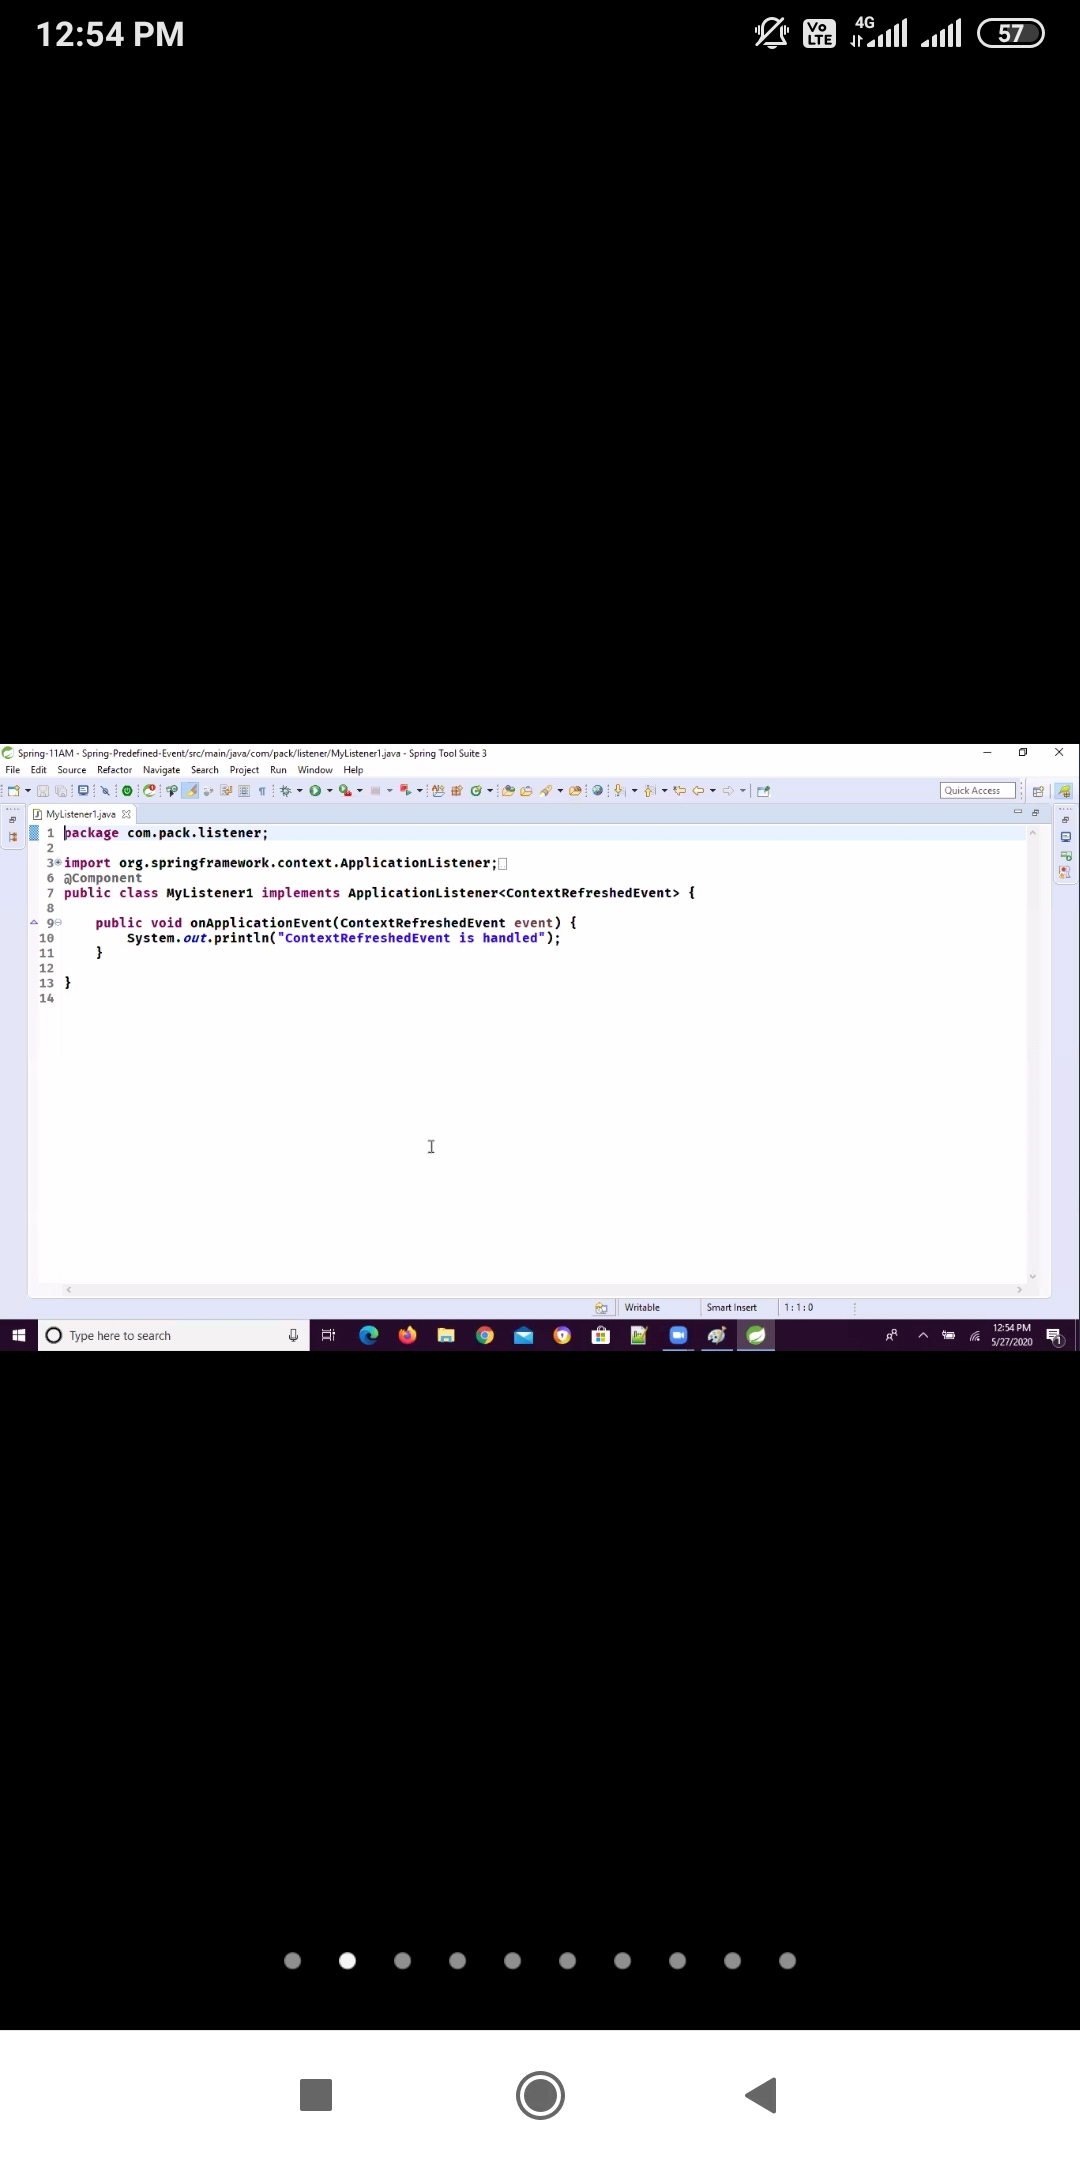 12:54 PM
Vo LTE 4G 57
Spring-11AM - Spring-Predefined-Event/src/main/java/com/pack/listener/MyListener1.java - Spring Tool Suite 3
File Edit Source Refactor Navigate Search Project Run Window Help
Quick Access
MyListener1.java
1 package com.pack.listener;
2
3 import org.springframework.context.ApplicationListener;
6 @Component
7 public class MyListener1 implements ApplicationListener<ContextRefreshedEvent> {
8
9 public void onApplicationEvent(ContextRefreshedEvent event) {
10 System.out.println("ContextRefreshedEvent is handled");
11 }
12
13 }
14
Writable Smart Insert 1:1:0
Type here to search
12:54 PM
5/27/2020
1